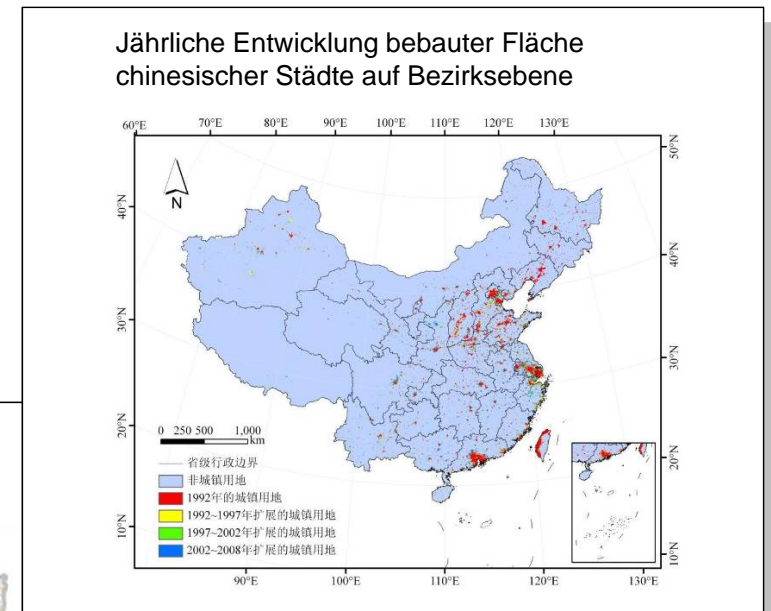 Jährliche Entwicklung bebauter Fläche
chinesischer Städte auf Bezirksebene
60°E 70°E 80°E 90°E 100°E 110°E 120°E 130°E
50°N
N
40°N
40°N
30°N
30°N
20°N
20°N
10°N
10°N
0 250 500 1,000
km
省级行政边界
非城镇用地
1992年的城镇用地
1992~1997年扩展的城镇用地
1997~2002年扩展的城镇用地
2002~2008年扩展的城镇用地
90°E 100°E 110°E 120°E 130°E